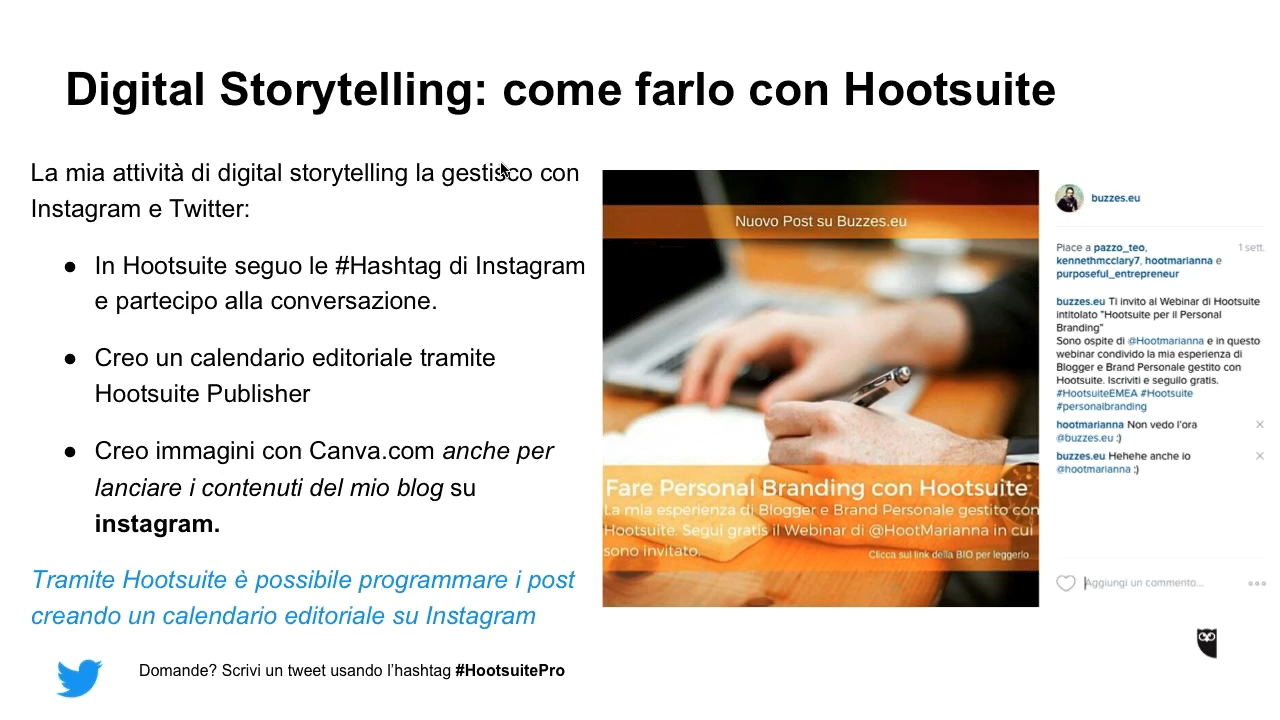 Digital Storytelling: come farlo con Hootsuite
La mia attività di digital storytelling la gestisco con
Instagram e Twitter:
● In Hootsuite seguo le #Hashtag di Instagram
e partecipo alla conversazione.
● Creo un calendario editoriale tramite
Hootsuite Publisher
● Creo immagini con Canva.com anche per
lanciare i contenuti del mio blog su
instagram.
Tramite Hootsuite è possibile programmare i post
creando un calendario editoriale su Instagram
Nuovo Post su Buzzes.eu
Fare Personal Branding con Hootsuite
La mia esperienza di Blogger e Brand Personale gestito con
Hootsuite. Segui gratis il Webinar di @HootMarianna in cui
sono invitato.
Clicca sul link della BIO per leggerlo
buzzes.eu
Piace a pazzo_teo, 1 sett.
kennethmcclary7, hootmarianna e
purposeful_entrepreneur
buzzes.eu Ti invito al Webinar di Hootsuite
intitolato "Hootsuite per il Personal
Branding"
Sono ospite di @Hootmarianna e in questo
webinar condivido la mia esperienza di
Blogger e Brand Personale gestito con
Hootsuite. Iscriviti e seguilo gratis.
#HootsuiteEMEA #Hootsuite
#personalbranding
hootmarianna Non vedo l'ora
@buzzes.eu :)
buzzes.eu Hehehe anche io
@hootmarianna :)
Aggiungi un commento...
Domande? Scrivi un tweet usando l'hashtag #HootsuitePro